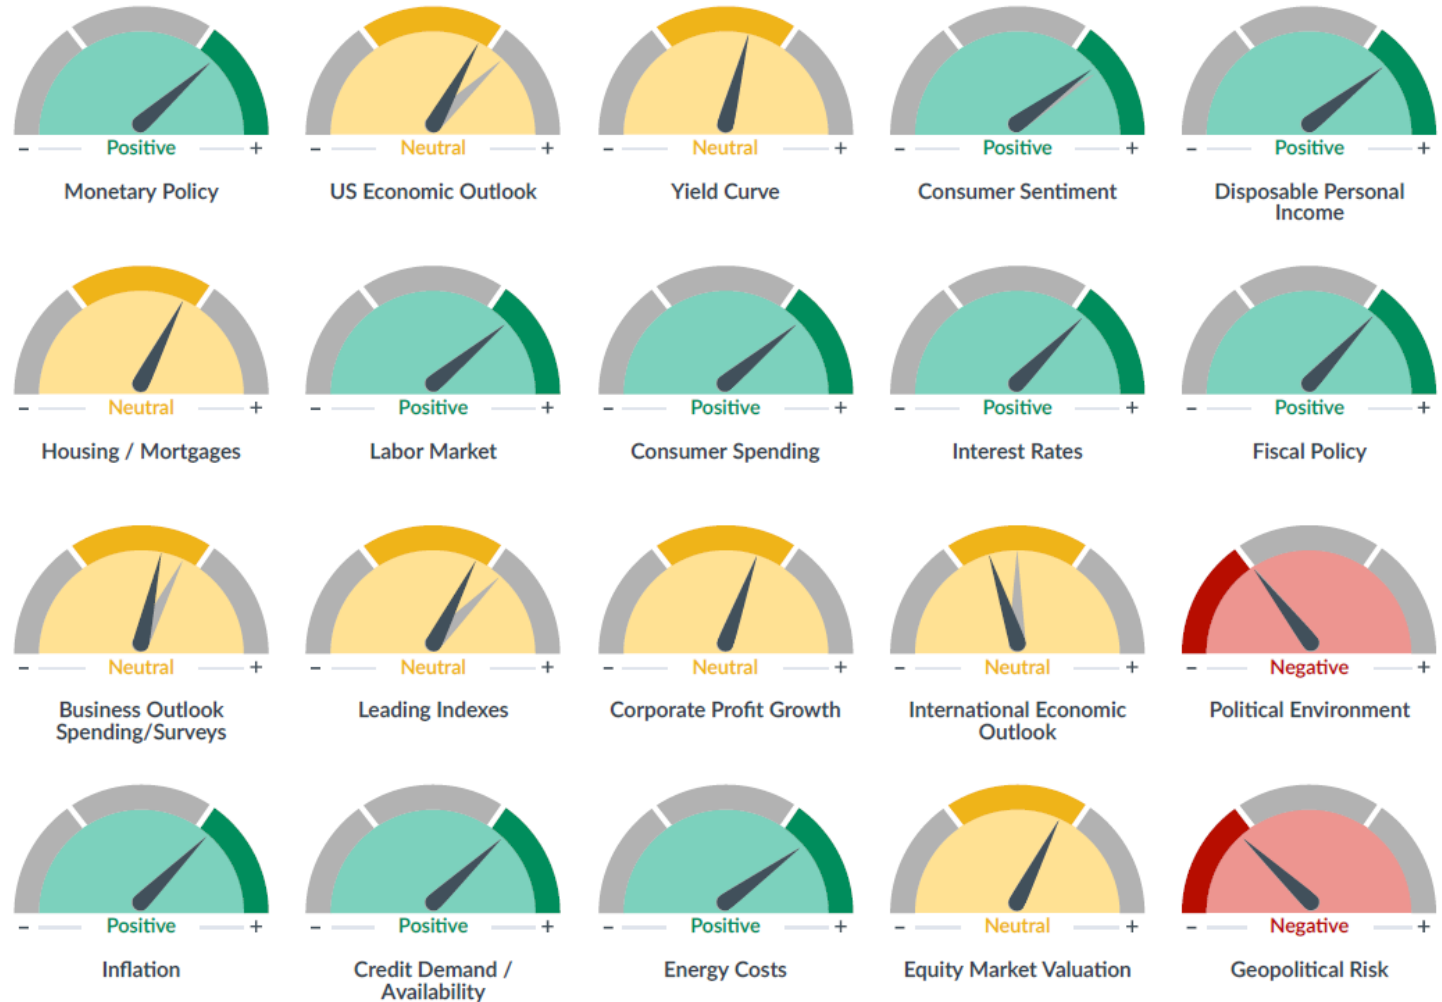 - Positive +
- Neutral +
- Neutral +
- Positive +
- Positive +
Monetary Policy
US Economic Outlook
Yield Curve
Consumer Sentiment
Disposable Personal
Income
- Neutral +
- Positive +
- Positive +
- Positive +
- Positive +
Housing / Mortgages
Labor Market
Consumer Spending
Interest Rates
Fiscal Policy
- Neutral +
- Neutral +
- Neutral +
- Neutral +
- Negative +
Business Outlook
Spending/Surveys
Leading Indexes
Corporate Profit Growth
International Economic
Outlook
Political Environment
- Positive +
- Positive +
- Positive +
- Neutral +
- Negative +
Inflation
Credit Demand /
Availability
Energy Costs
Equity Market Valuation
Geopolitical Risk